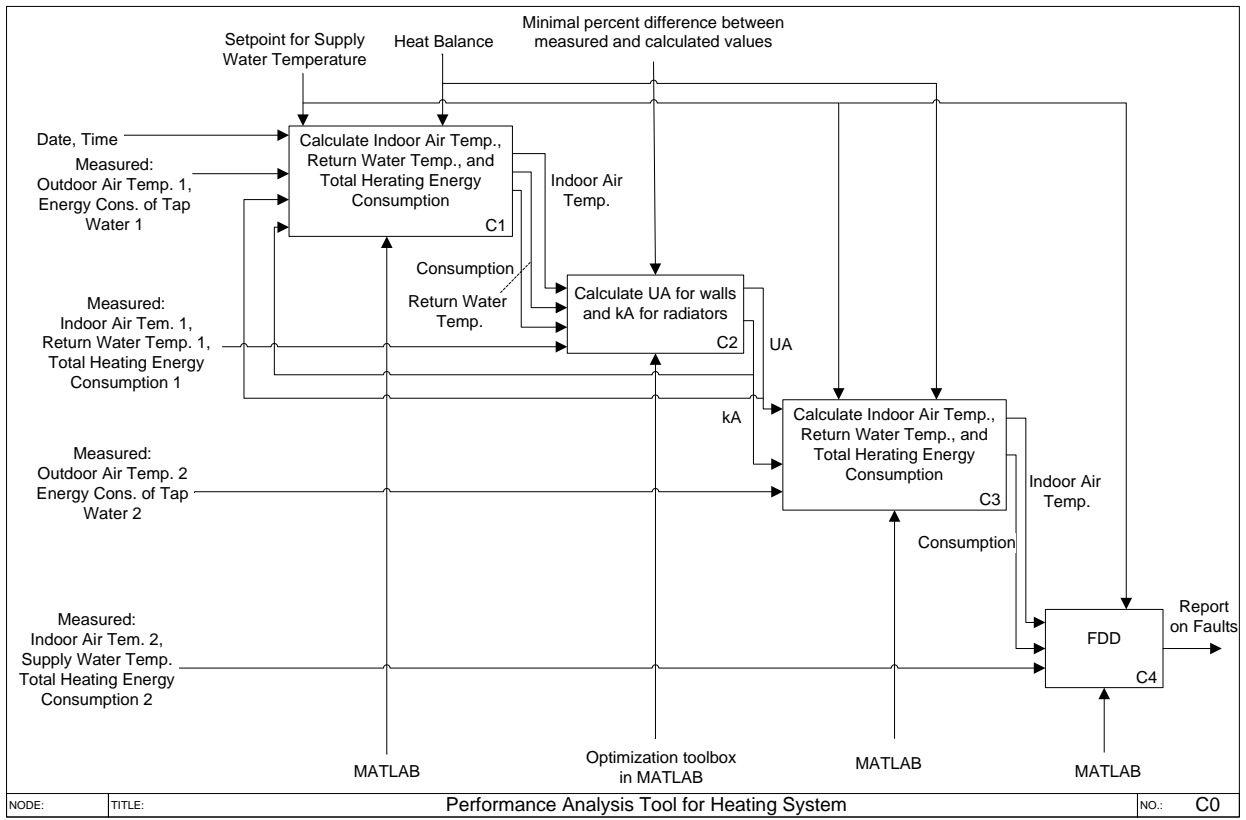 Setpoint for Supply
Water Temperature
Heat Balance
Minimal percent difference between
measured and calculated values
Date, Time
Measured:
Outdoor Air Temp. 1,
Energy Cons. of Tap
Water 1
Calculate Indoor Air Temp.,
Return Water Temp., and
Total Herating Energy
Consumption
C1
Indoor Air
Temp.
Consumption
Return Water
Temp.
Measured:
Indoor Air Tem. 1,
Return Water Temp. 1,
Total Heating Energy
Consumption 1
Calculate UA for walls
and kA for radiators
C2
UA
kA
Measured:
Outdoor Air Temp. 2
Energy Cons. of Tap
Water 2
Calculate Indoor Air Temp.,
Return Water Temp., and
Total Herating Energy
Consumption
C3
Indoor Air
Temp.
Consumption
Measured:
Indoor Air Tem. 2,
Supply Water Temp.
Total Heating Energy
Consumption 2
FDD
C4
Report
on Faults
MATLAB
Optimization toolbox
in MATLAB
MATLAB
MATLAB
NODE:
TITLE:
Performance Analysis Tool for Heating System
NO.:
C0